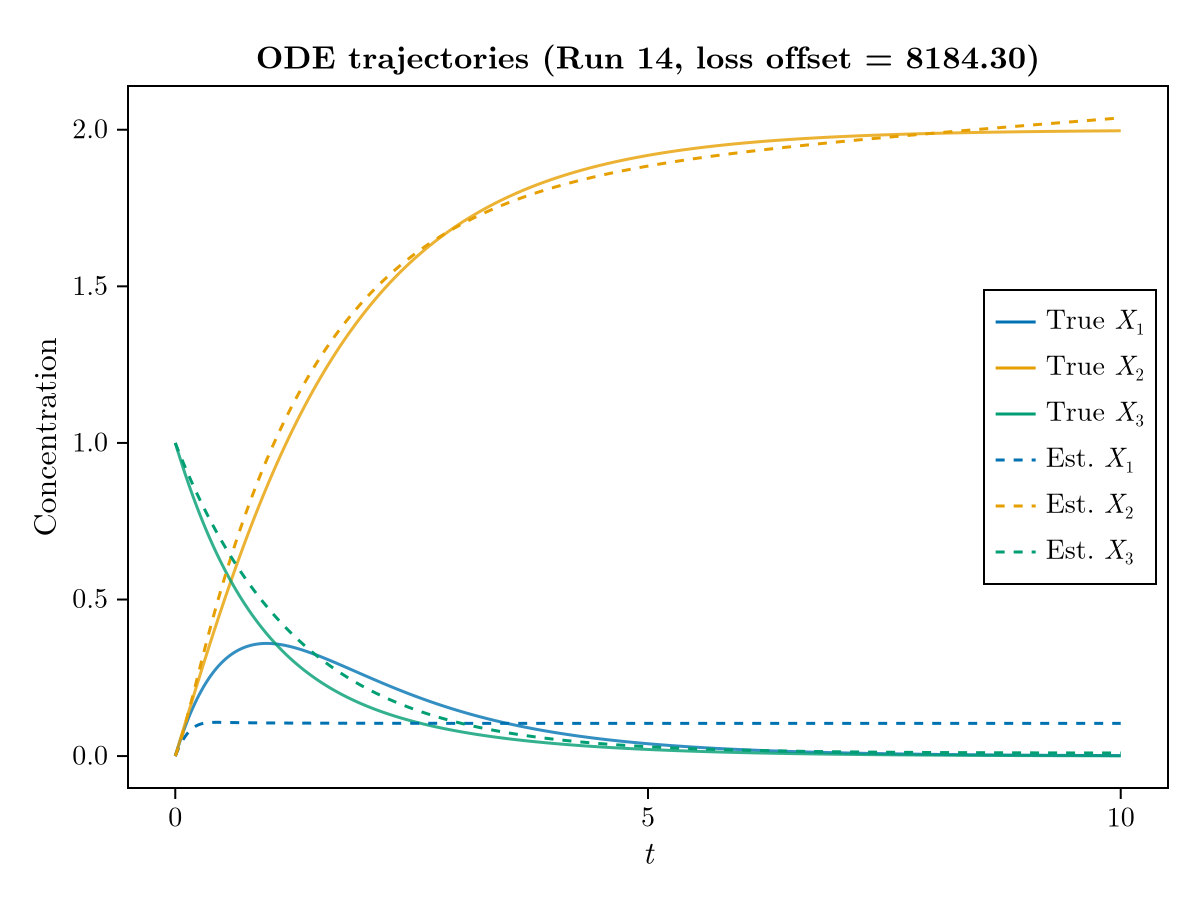 ODE trajectories (Run 14, loss offset = 8184.30)
Concentration
2.0
1.5
1.0
0.5
0.0
0
5
10
t
True X₁
True X₂
True X₃
Est. X₁
Est. X₂
Est. X₃